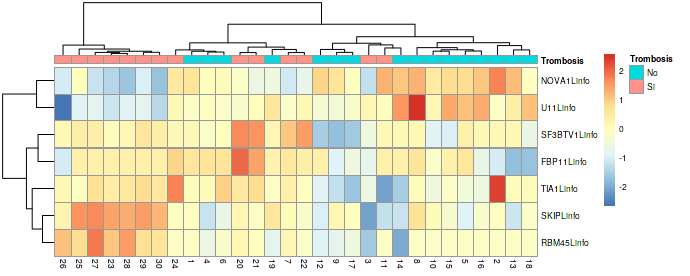 Trombosis
NOVA1Linfo
U11Linfo
SF3BTV1Linfo
FBP11Linfo
TIA1Linfo
SKIPLinfo
RBM45Linfo
26 25 27 23 28 29 30 24 1 4 6 20 21 19 7 22 12 9 17 3 11 14 8 10 15 5 16 2 13 18
2
1
0
-1
-2
Trombosis
No
SI